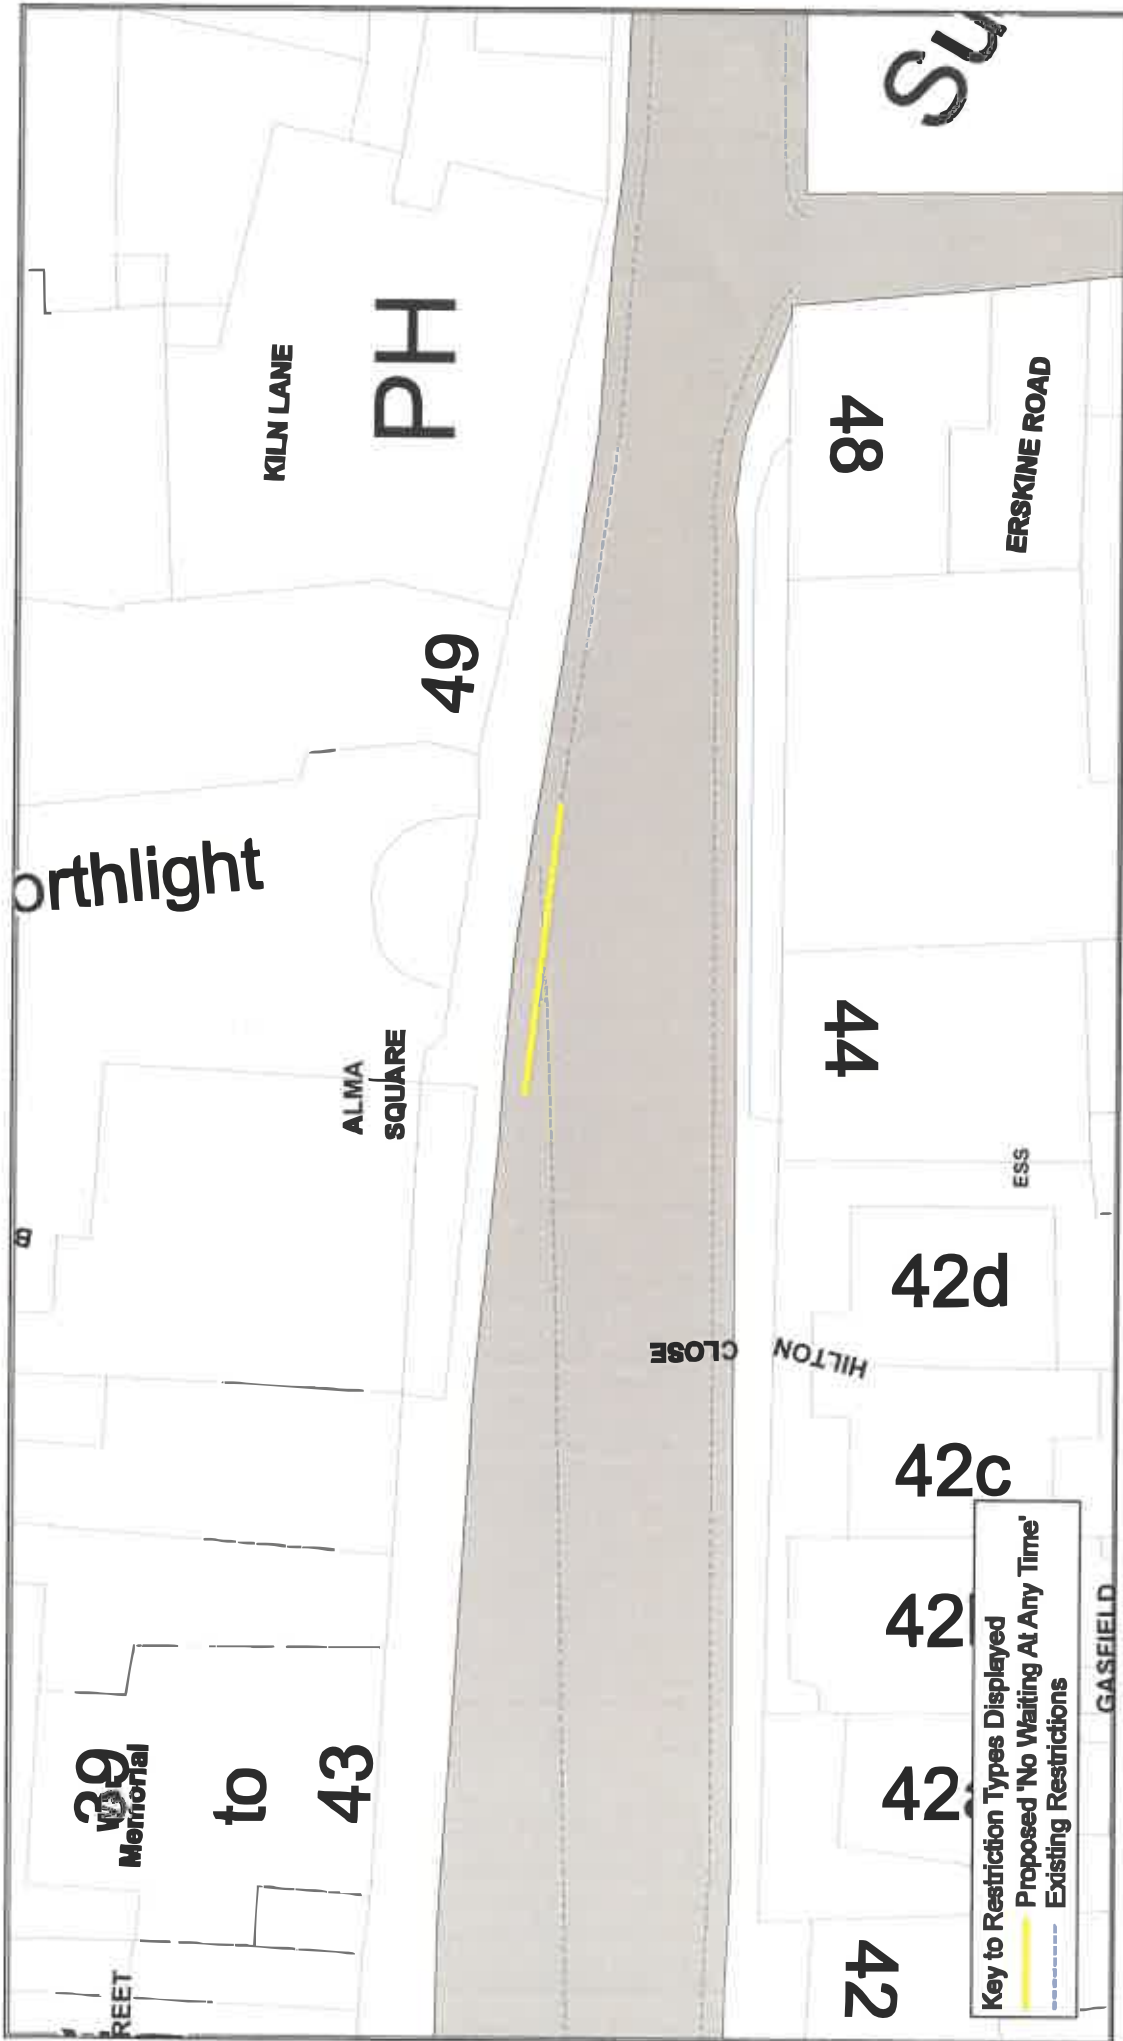 Su
KILN LANE
PH
48
ERSKINE ROAD
49
orthlight
44
ALMA
SQUARE
ESS
B
42d
HILTON
CLOSE
42c
42
39
Memorial
to
43
42
42
REET
GASFIELD
Key to Restriction Types Displayed
Proposed 'No Waiting At Any Time'
Existing Restrictions